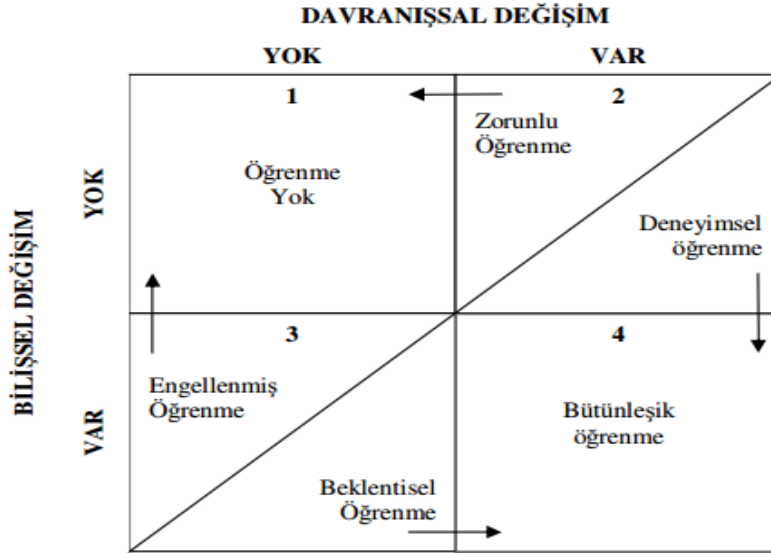 DAVRANIŞSAL DEĞİŞİM
YOK
VAR
BİLİŞSEL DEĞİŞİM
YOK
1
Öğrenme
Yok
2
Zorunlu
Öğrenme
Deneyimsel
öğrenme
VAR
3
Engellenmiş
Öğrenme
Beklentisel
Öğrenme
4
Bütünleşik
öğrenme